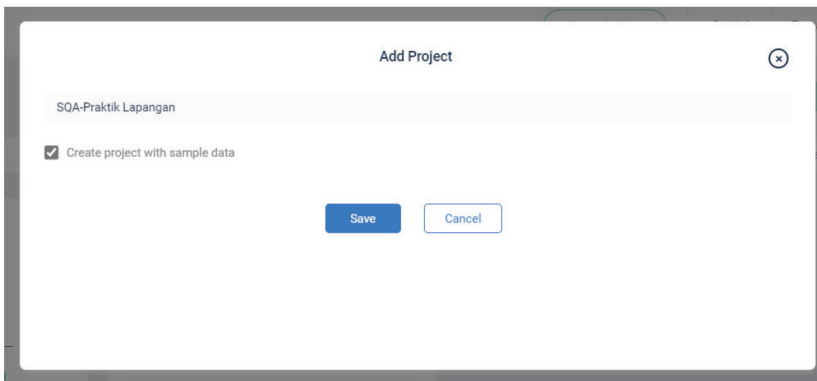 Add Project
SQA-Praktik Lapangan
Create project with sample data
Save
Cancel